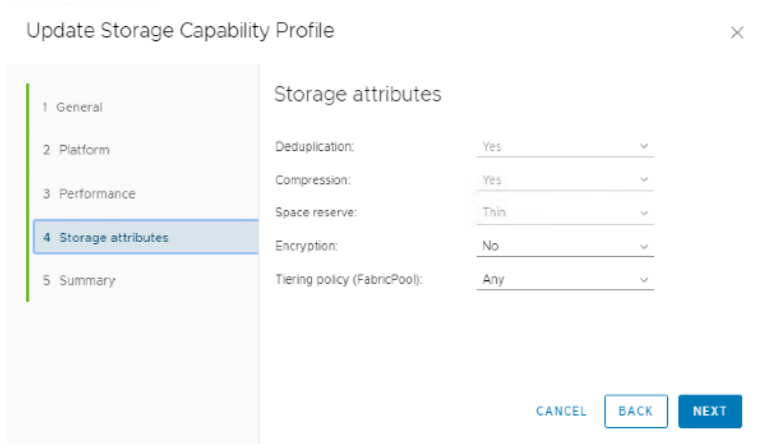 Update Storage Capability Profile
1 General
2 Platform
3 Performance
4 Storage attributes
5 Summary
Storage attributes
Deduplication: Yes
Compression: Yes
Space reserve: Thin
Encryption: No
Tiering policy (FabricPool): Any
CANCEL BACK NEXT